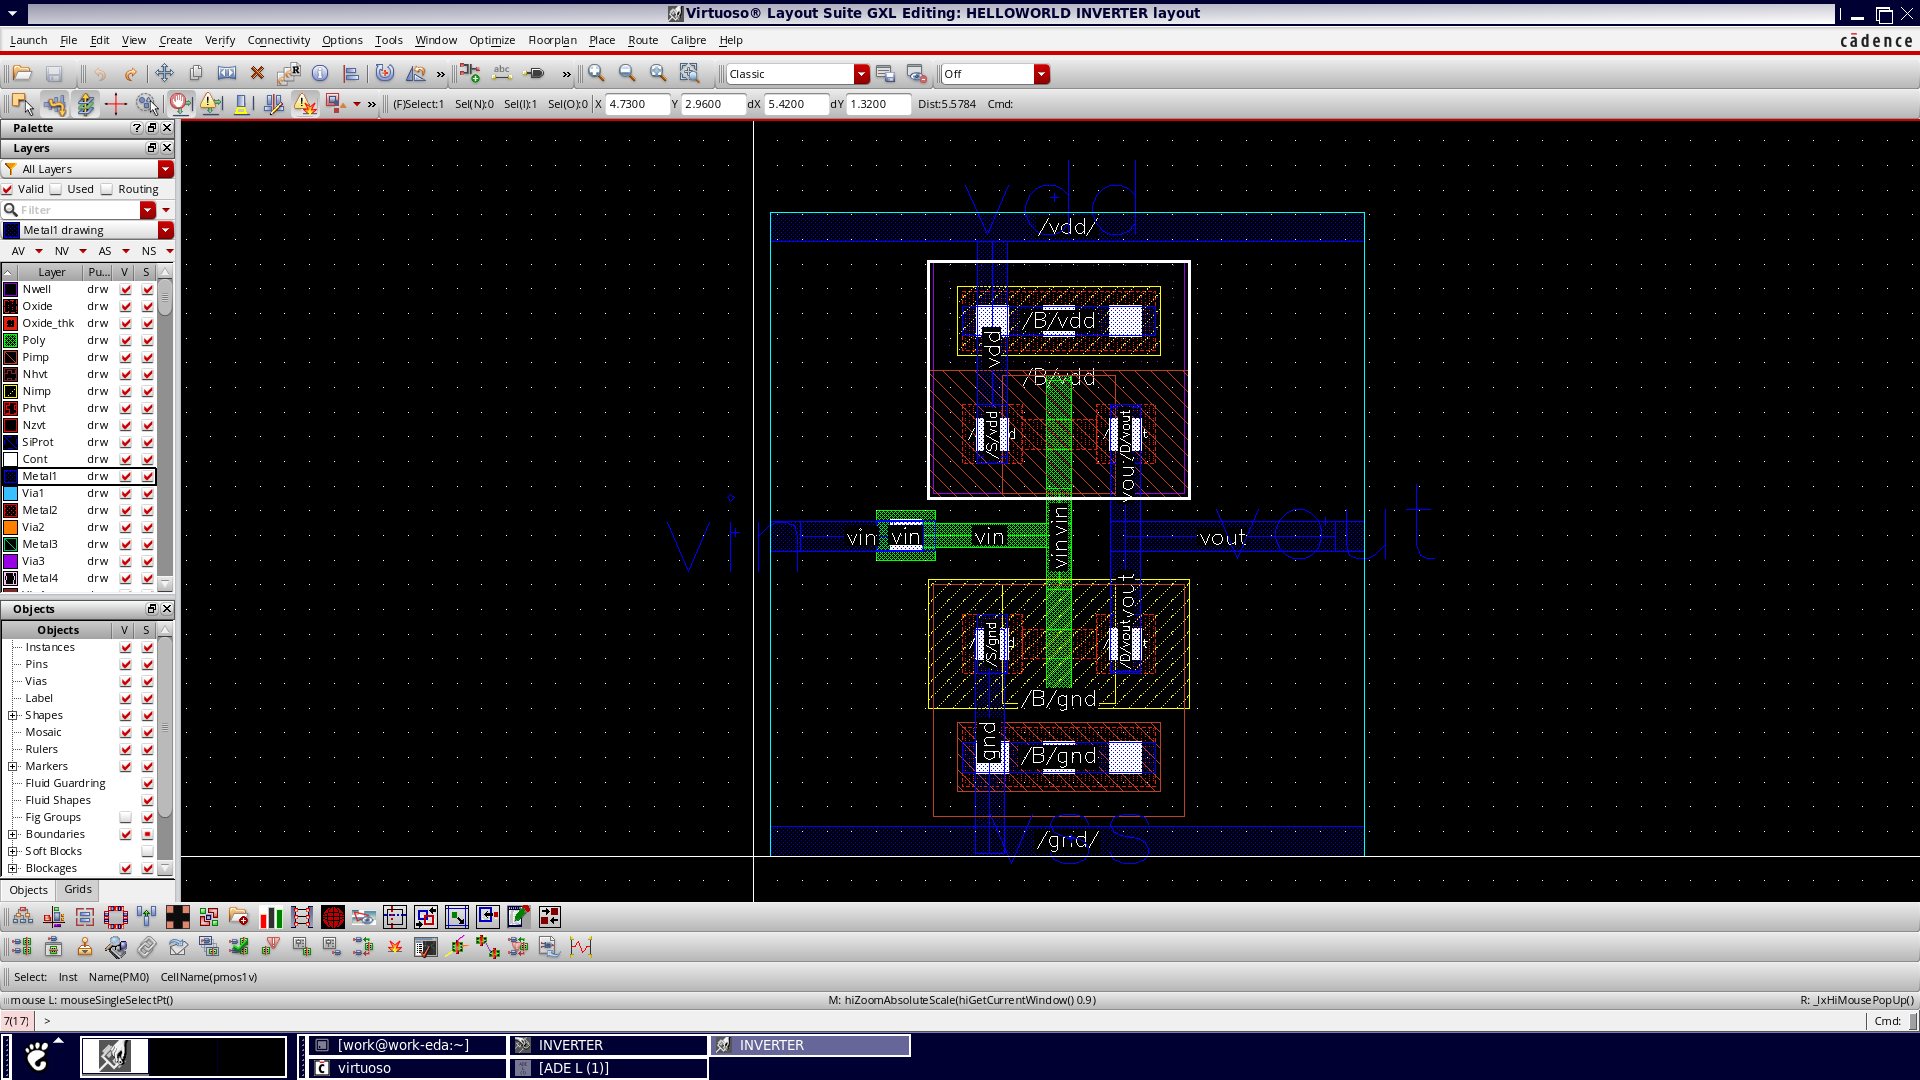 Virtuoso® Layout Suite GXL Editing: HELLOWORLD INVERTER layout
Launch File Edit View Create Verify Connectivity Options Tools Window Optimize Floorplan Place Route Calibre Help
cādence
Classic
Off
(F)Select:1 Sel(N):0 Sel(I):1 Sel(O):0 X 4.7300 Y 2.9600 dX 5.4200 dY 1.3200 Dist:5.5784 Cmd:
Palette
Layers
All Layers
Valid Used Routing
Filter
Metal1 drawing
AV NV AS NS
Layer Pu... V S
Nwell drw
Oxide drw
Oxide_thk drw
Poly drw
Pimp drw
Nhvt drw
Nimp drw
Phvt drw
Nzvt drw
SiProt drw
Cont drw
Metal1 drw
Via1 drw
Metal2 drw
Via2 drw
Metal3 drw
Via3 drw
Metal4 drw
Objects
Objects V S
Instances
Pins
Vias
Label
Shapes
Mosaic
Rulers
Markers
Fluid Guardring
Fluid Shapes
Fig Groups
Boundaries
Soft Blocks
Blockages
Objects Grids
vdd
/vdd/
/B/vdd
vdd
/B/vdd
/S/vdd
/D/vout
vout
vin
vin
vin
vin
vin
vin
vout
vout
vout
/S/gnd
/D/vout
/B/gnd
gnd
/B/gnd
vss
/gnd/
Select: Inst Name(PM0) CellName(pmos1v)
mouse L: mouseSingleSelectPt() M: hiZoomAbsoluteScale(hiGetCurrentWindow() 0.9) R: _lxHiMousePopUp()
7(17) > Cmd:
[work@work-eda:~] INVERTER INVERTER
virtuoso [ADE L (1)]